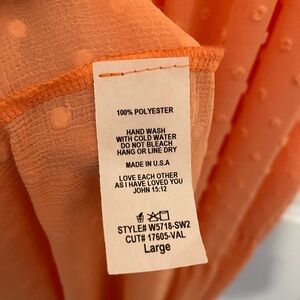 100% POLYESTER
HAND WASH
WITH COLD WATER
DO NOT BLEACH
HANG OR LINE DRY
MADE IN U.S.A
LOVE EACH OTHER
AS I HAVE LOVED YOU
JOHN 15:12
STYLE# W5718-SW2
CUT# 17605-VAL
Large